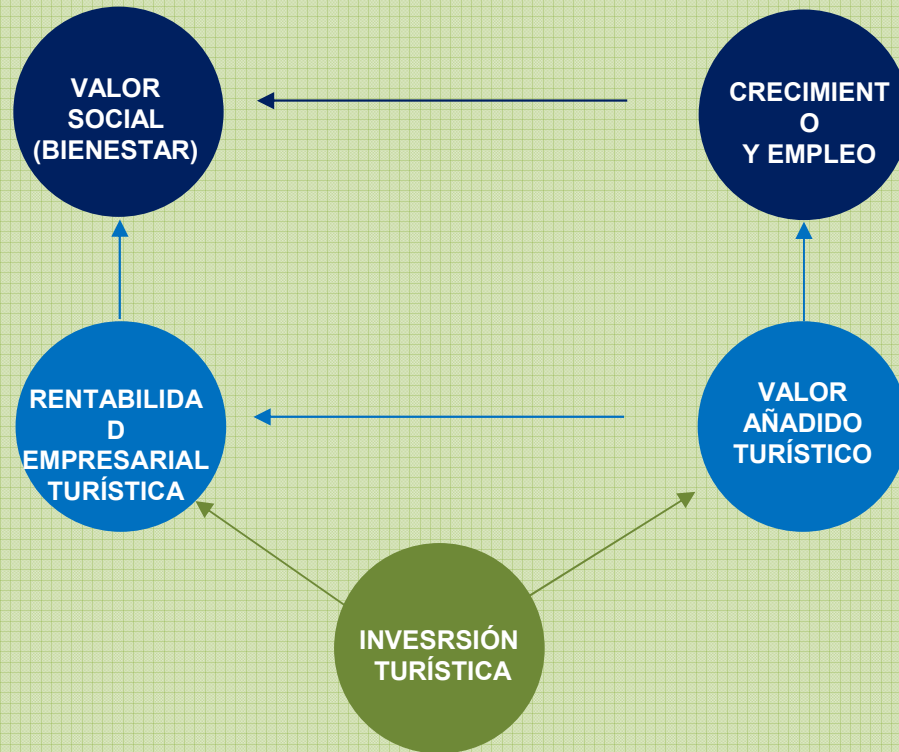 VALOR
SOCIAL
(BIENESTAR)
CRECIMIENT
O
Y EMPLEO
RENTABILIDA
D
EMPRESARIAL
TURÍSTICA
VALOR
AÑADIDO
TURÍSTICO
INVESRSIÓN
TURÍSTICA